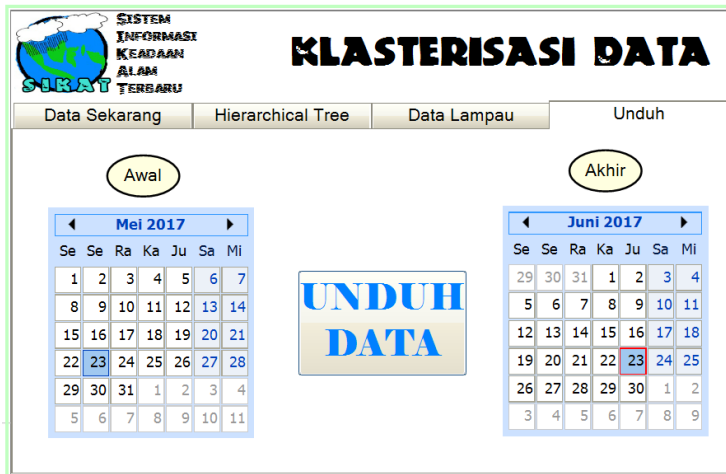 SISTEM
INFORMASI
KEADAAN
ALAM
TERBARU
SIKAT
KLASTERISASI DATA
Data Sekarang Hierarchical Tree Data Lampau Unduh
Awal
Mei 2017
Se Se Ra Ka Ju Sa Mi
1 2 3 4 5 6 7
8 9 10 11 12 13 14
15 16 17 18 19 20 21
22 23 24 25 26 27 28
29 30 31 1 2 3 4
5 6 7 8 9 10 11
UNDUH
DATA
Akhir
Juni 2017
Se Se Ra Ka Ju Sa Mi
29 30 31 1 2 3 4
5 6 7 8 9 10 11
12 13 14 15 16 17 18
19 20 21 22 23 24 25
26 27 28 29 30 1 2
3 4 5 6 7 8 9